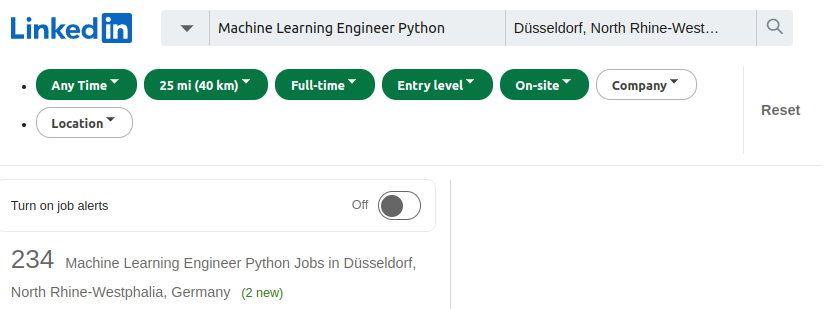 Linked in Machine Learning Engineer Python Düsseldorf, North Rhine-West…
Any Time 25 mi (40 km) Full-time Entry level On-site Company
Location
Reset
Turn on job alerts Off
234 Machine Learning Engineer Python Jobs in Düsseldorf,
North Rhine-Westphalia, Germany (2 new)